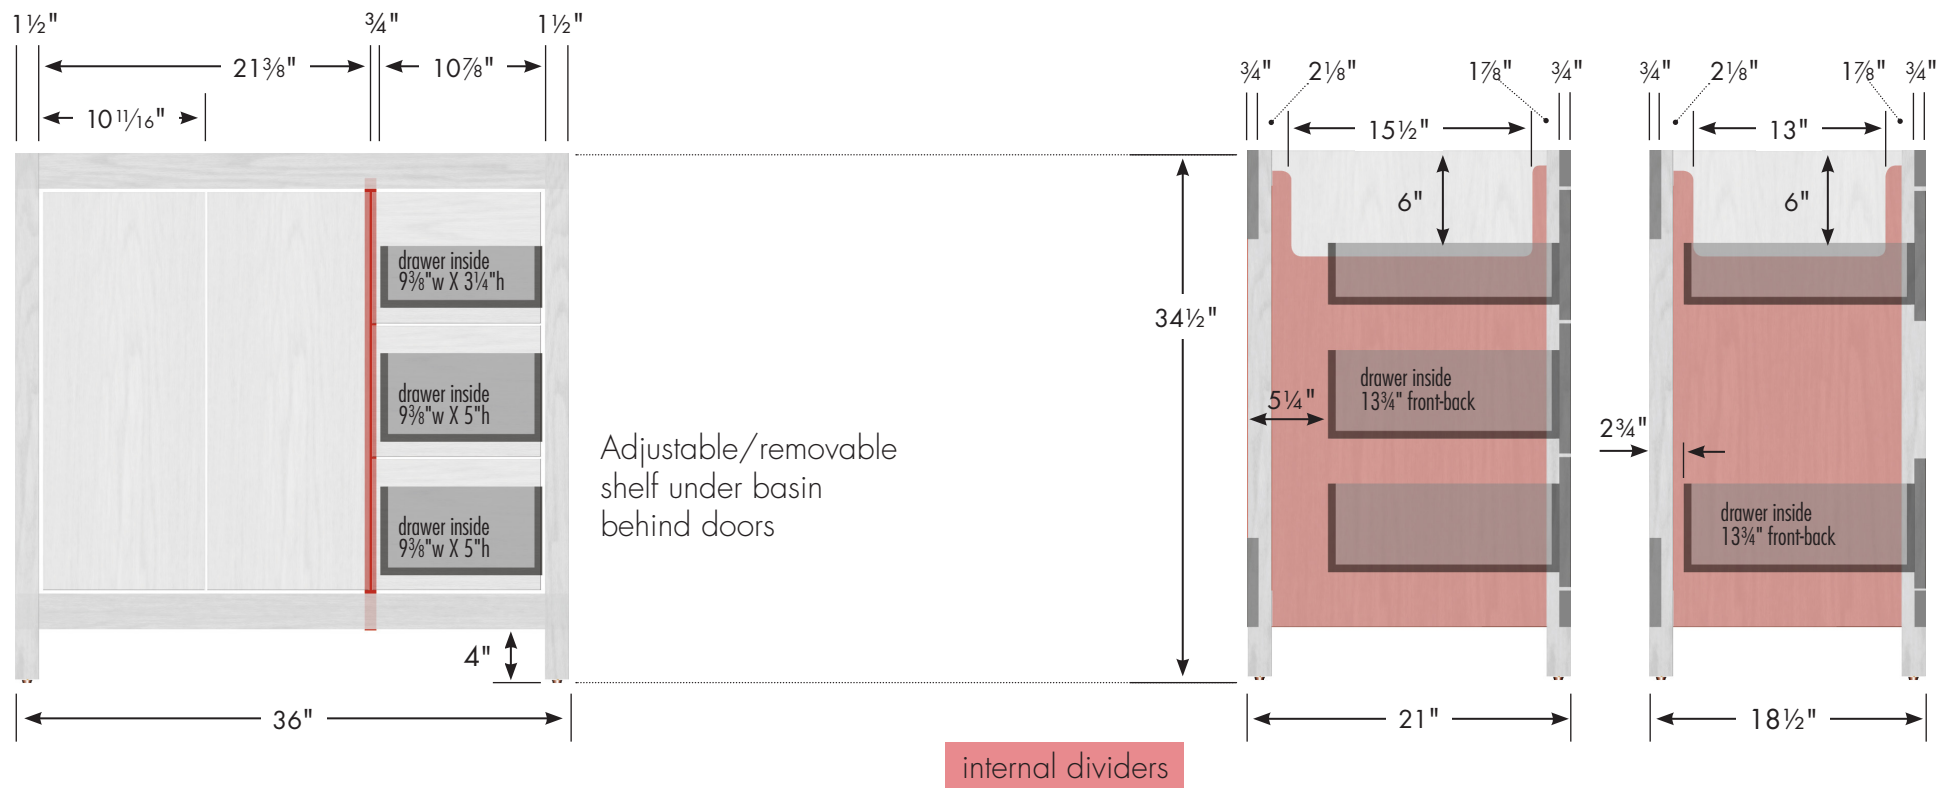 1½" ¾" 1½"
21⅜" 10⅞"
10 11/16"
drawer inside
9⅜"w X 3¼"h
drawer inside
9⅜"w X 5"h
drawer inside
9⅜"w X 5"h
4"
36"
Adjustable/removable
shelf under basin
behind doors
34½"
¾" 2⅛" 1⅞" ¾"
15½"
6"
drawer inside
13¾" front-back
5¼"
21"
¾" 2⅛" 1⅞" ¾"
13"
6"
2¾"
drawer inside
13¾" front-back
18½"
internal dividers